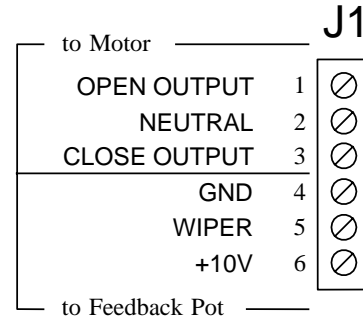 J1
to Motor
OPEN OUTPUT 1
NEUTRAL 2
CLOSE OUTPUT 3
GND 4
WIPER 5
+10V 6
to Feedback Pot